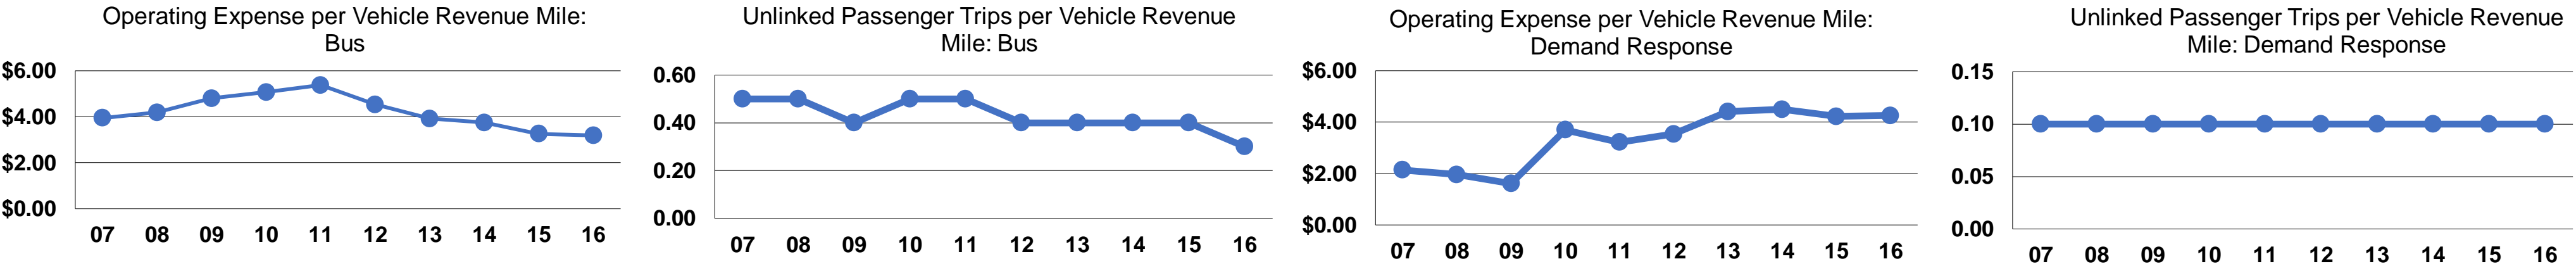 Operating Expense per Vehicle Revenue Mile:
Bus
$6.00
$4.00
$2.00
$0.00
07 08 09 10 11 12 13 14 15 16
Unlinked Passenger Trips per Vehicle Revenue
Mile: Bus
0.60
0.40
0.20
0.00
07 08 09 10 11 12 13 14 15 16
Operating Expense per Vehicle Revenue Mile:
Demand Response
$6.00
$4.00
$2.00
$0.00
07 08 09 10 11 12 13 14 15 16
Unlinked Passenger Trips per Vehicle Revenue
Mile: Demand Response
0.15
0.10
0.05
0.00
07 08 09 10 11 12 13 14 15 16